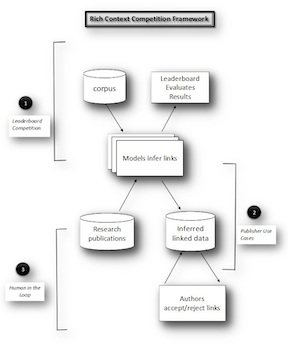 Rich Context Competition Framework
corpus
Leaderboard
Evaluates
Results
1
Leaderboard
Competition
Models infer links
Research
publications
Inferred
linked data
2
Publisher Use
Cases
3
Human in the
Loop
Authors
accept/reject links